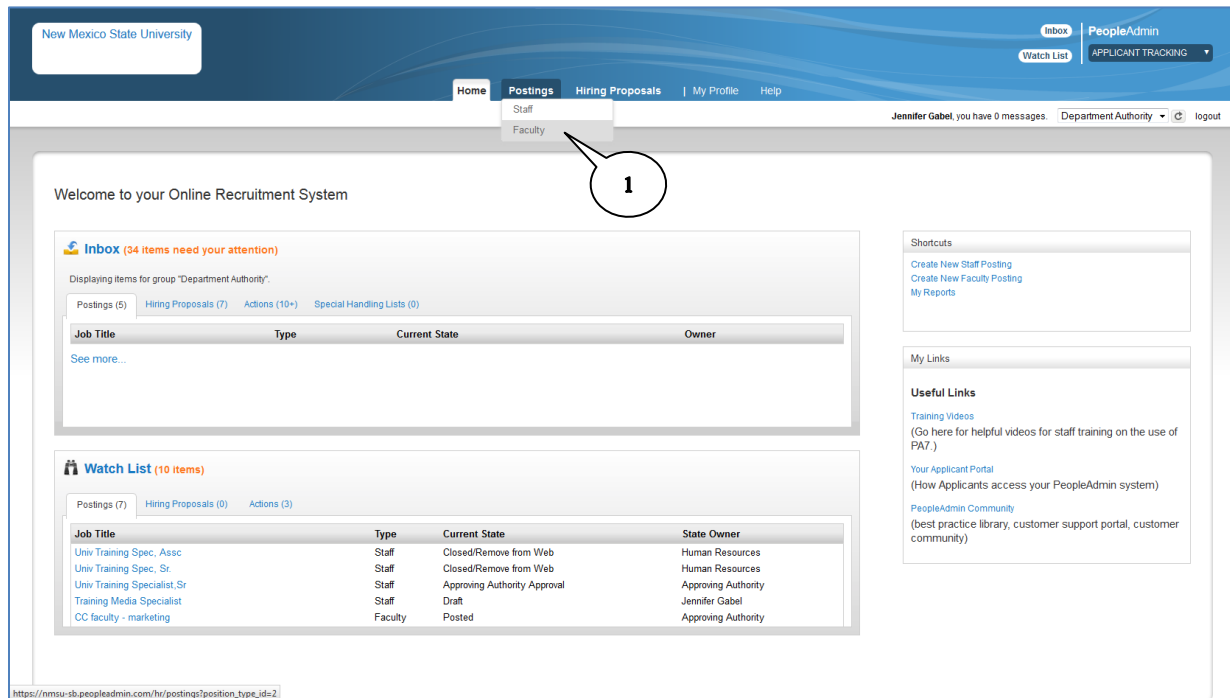 New Mexico State University
Inbox
PeopleAdmin
Watch List
APPLICANT TRACKING
Home Postings Hiring Proposals | My Profile Help
Staff
Faculty
Jennifer Gabel, you have 0 messages. Department Authority logout
1
Welcome to your Online Recruitment System
Inbox (34 items need your attention)
Displaying items for group "Department Authority".
Postings (5) Hiring Proposals (7) Actions (10+) Special Handling Lists (0)
Job Title Type Current State Owner
See more...
Shortcuts
Create New Staff Posting
Create New Faculty Posting
My Reports
My Links
Useful Links
Training Videos
(Go here for helpful videos for staff training on the use of
PA7.)
Your Applicant Portal
(How Applicants access your PeopleAdmin system)
PeopleAdmin Community
(best practice library, customer support portal, customer
community)
Watch List (10 items)
Postings (7) Hiring Proposals (0) Actions (3)
Job Title Type Current State State Owner
Univ Training Spec, Assc Staff Closed/Remove from Web Human Resources
Univ Training Spec, Sr. Staff Closed/Remove from Web Human Resources
Univ Training Specialist,Sr Staff Approving Authority Approval Approving Authority
Training Media Specialist Staff Draft Jennifer Gabel
CC faculty - marketing Faculty Posted Approving Authority
https://nmsu-sb.peopleadmin.com/hr/postings?position_type_id=2